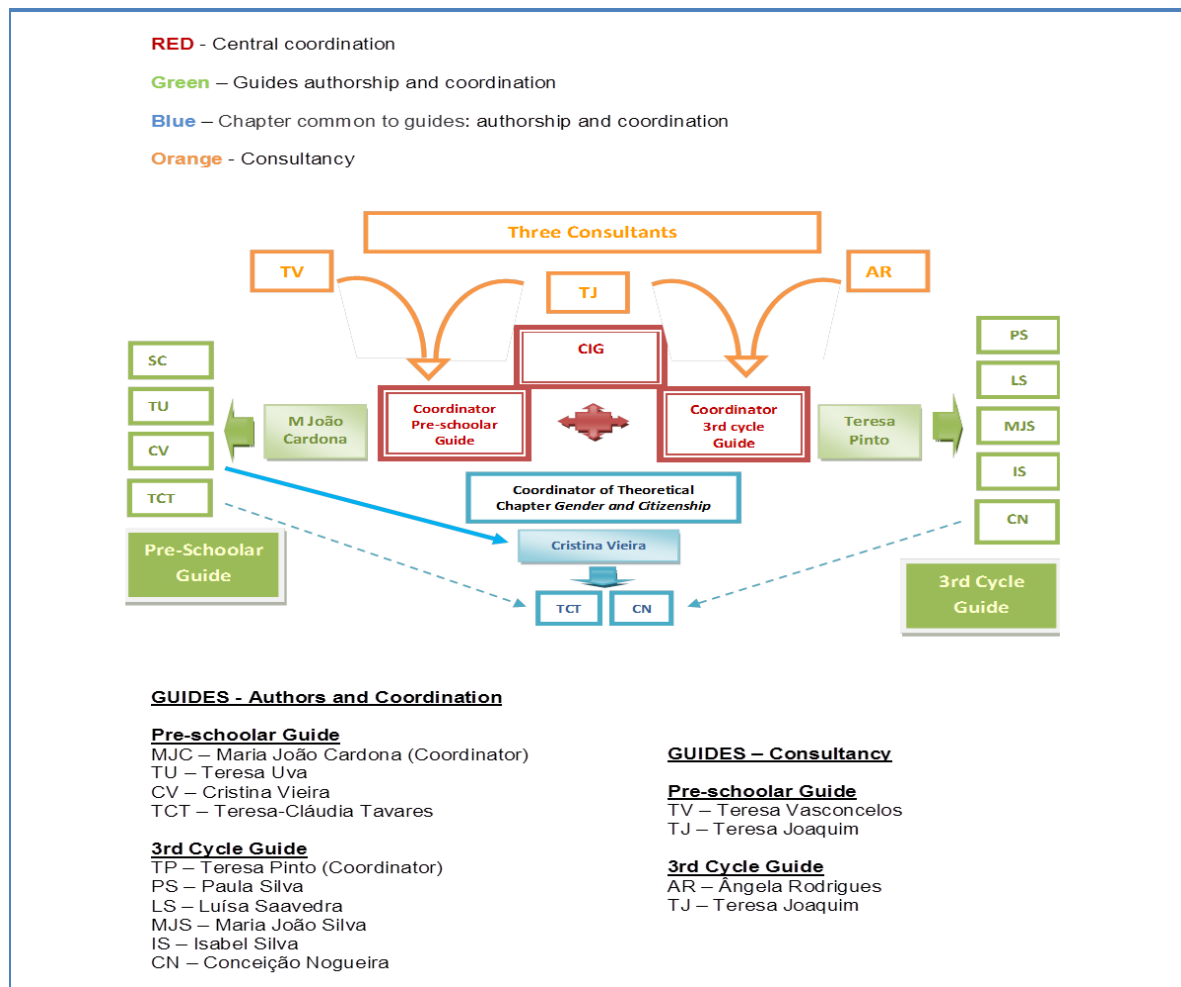 RED - Central coordination
Green – Guides authorship and coordination
Blue – Chapter common to guides: authorship and coordination
Orange - Consultancy
Three Consultants
TV
TJ
AR
CIG
SC
TU
CV
TCT
M João
Cardona
Coordinator
Pre-schoolar
Guide
Coordinator
3rd cycle
Guide
Teresa
Pinto
PS
LS
MJS
IS
CN
Coordinator of Theoretical
Chapter Gender and Citizenship
Cristina Vieira
TCT
CN
Pre-Schoolar
Guide
3rd Cycle
Guide
GUIDES - Authors and Coordination
Pre-schoolar Guide
MJC – Maria João Cardona (Coordinator)
TU – Teresa Uva
CV – Cristina Vieira
TCT – Teresa-Cláudia Tavares
3rd Cycle Guide
TP – Teresa Pinto (Coordinator)
PS – Paula Silva
LS – Luísa Saavedra
MJS – Maria João Silva
IS – Isabel Silva
CN – Conceição Nogueira
GUIDES – Consultancy
Pre-schoolar Guide
TV – Teresa Vasconcelos
TJ – Teresa Joaquim
3rd Cycle Guide
AR – Ângela Rodrigues
TJ – Teresa Joaquim